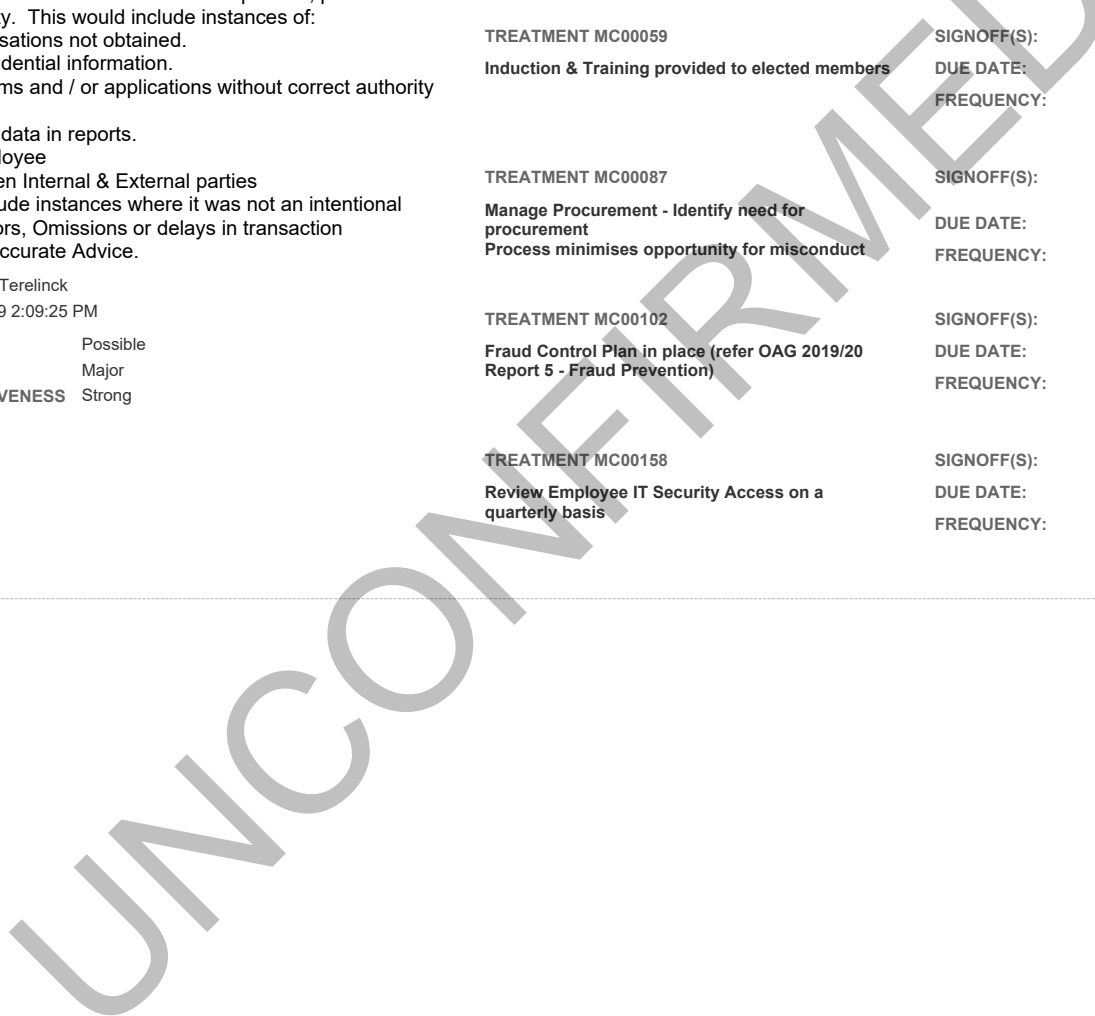 ty. This would include instances of:
sations not obtained.
dential information.
ms and / or applications without correct authority
data in reports.
loyee
en Internal & External parties
ude instances where it was not an intentional
ors, Omissions or delays in transaction
ccurate Advice.
Terelinck
9 2:09:25 PM
Possible
Major
VENESS Strong
TREATMENT MC00059 SIGNOFF(S):
Induction & Training provided to elected members DUE DATE:
FREQUENCY:
TREATMENT MC00087 SIGNOFF(S):
Manage Procurement - Identify need for
procurement DUE DATE:
Process minimises opportunity for misconduct FREQUENCY:
TREATMENT MC00102 SIGNOFF(S):
Fraud Control Plan in place (refer OAG 2019/20 DUE DATE:
Report 5 - Fraud Prevention)
FREQUENCY:
TREATMENT MC00158 SIGNOFF(S):
Review Employee IT Security Access on a DUE DATE:
quarterly basis
FREQUENCY:
UNCONFIRMED